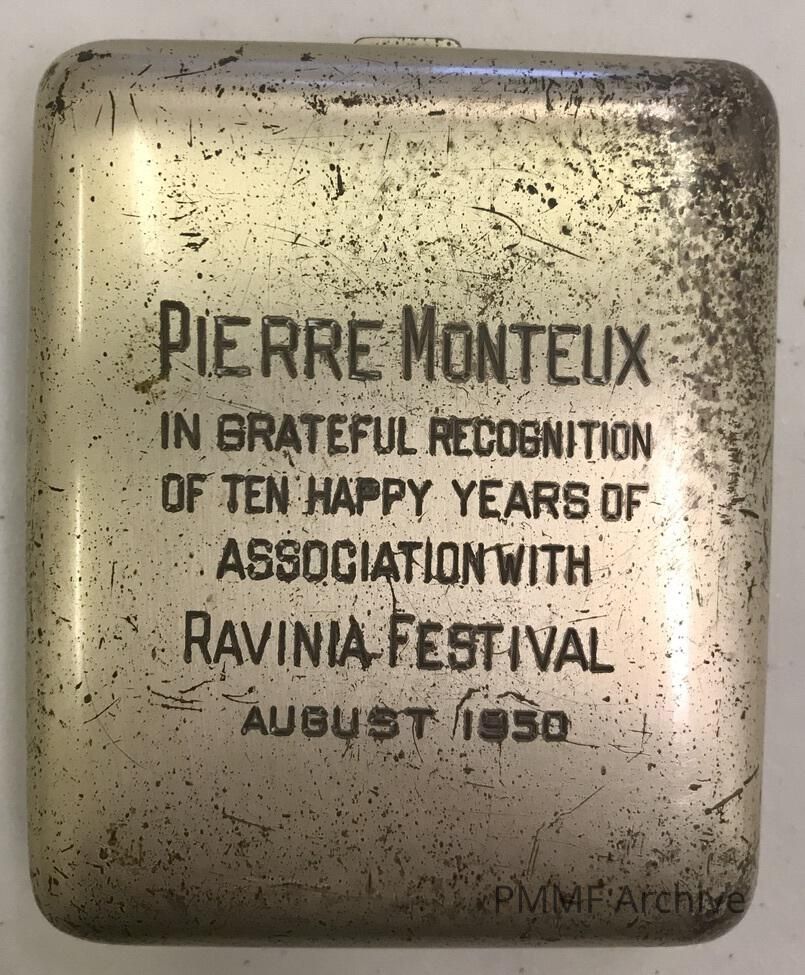 PIERRE MONTEUX
IN GRATEFUL RECOGNITION
OF TEN HAPPY YEARS OF
ASSOCIATION WITH
RAVINIA FESTIVAL
AUGUST 1950
PMMF Archive